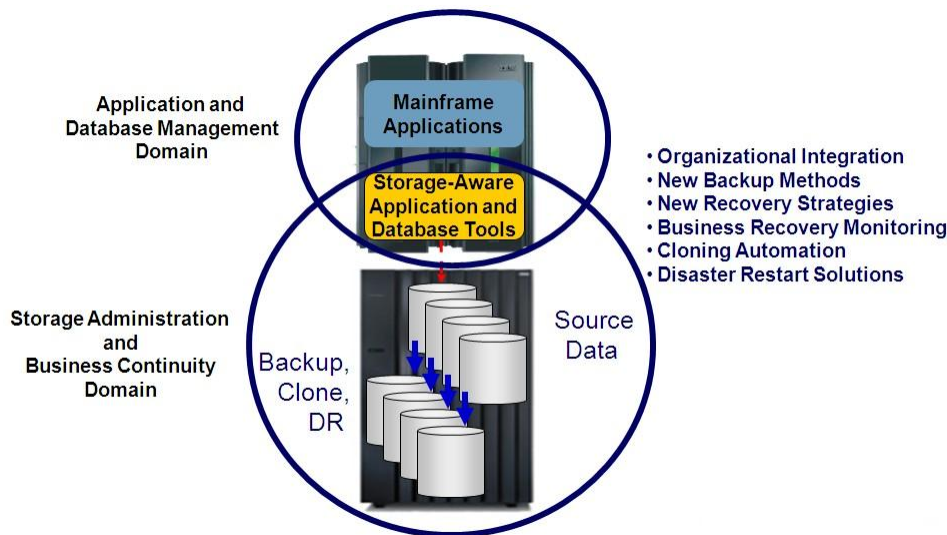 Application and
Database Management
Domain
Mainframe
Applications
Storage-Aware
Application and
Database Tools
• Organizational Integration
• New Backup Methods
• New Recovery Strategies
• Business Recovery Monitoring
• Cloning Automation
• Disaster Restart Solutions
Storage Administration
and
Business Continuity
Domain
Backup,
Clone,
DR
Source
Data